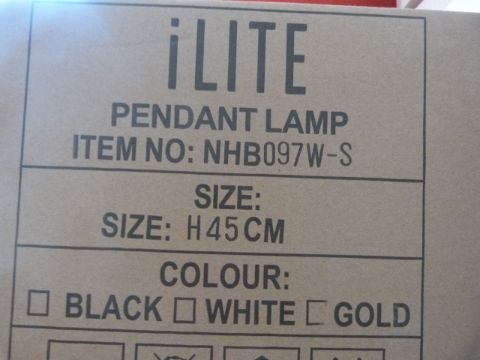 iLITE
PENDANT LAMP
ITEM NO: NHB097W-S
SIZE:
SIZE: H45CM
COLOUR:
☐ BLACK ☐ WHITE ☐ GOLD